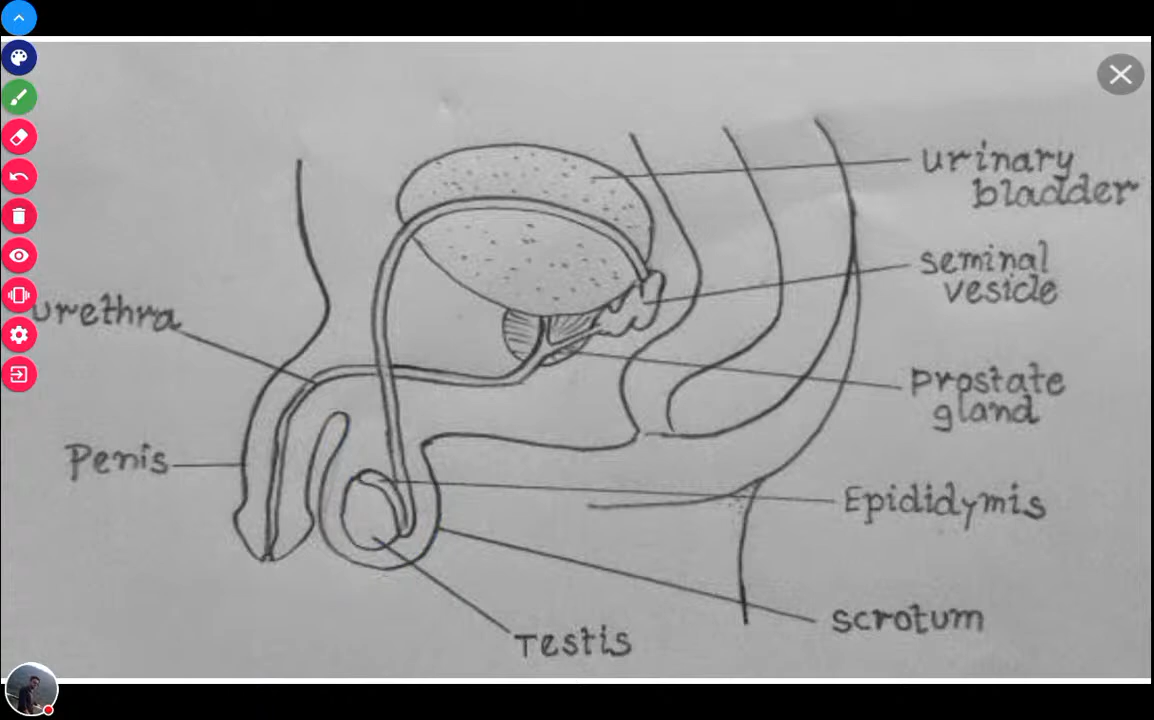 urinary
bladder
seminal
vesicle
urethra
prostate
gland
Penis
Epididymis
scrotum
Testis